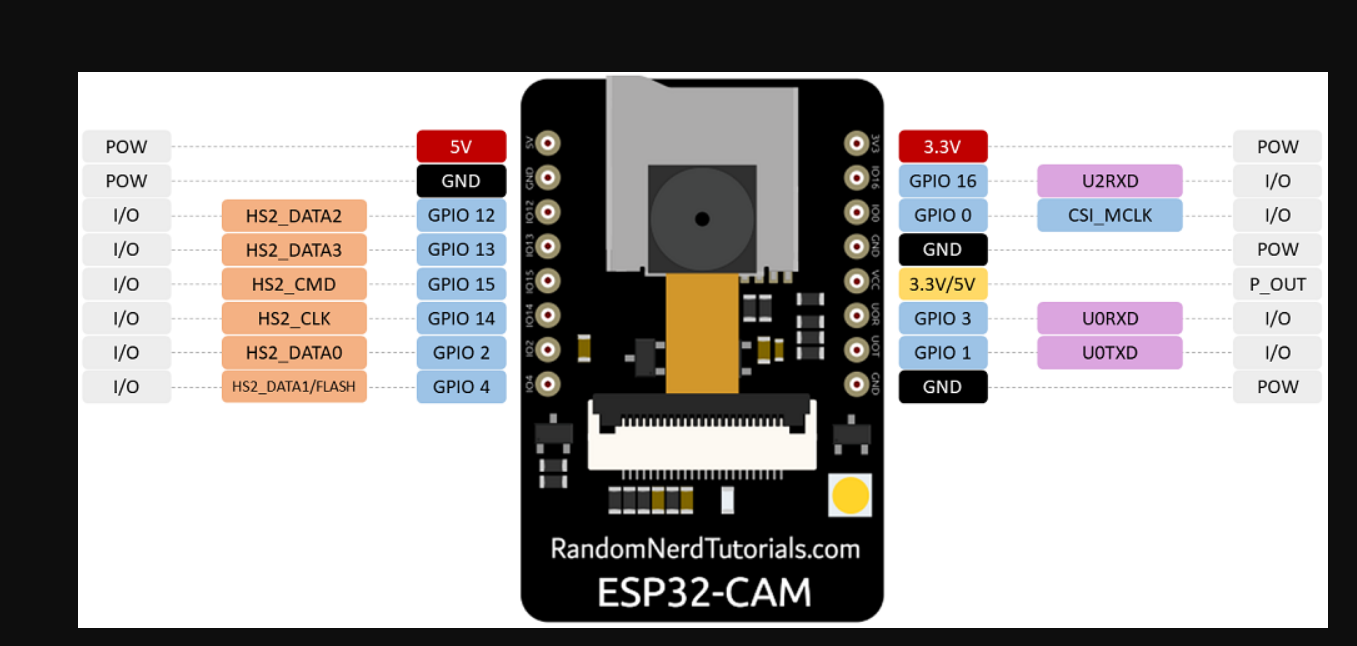 POW 5V 5V 3V3 3.3V POW
POW GND GND IO16 GPIO 16 U2RXD I/O
I/O HS2_DATA2 GPIO 12 IO12 IO0 GPIO 0 CSI_MCLK I/O
I/O HS2_DATA3 GPIO 13 IO13 GND GND POW
I/O HS2_CMD GPIO 15 IO15 VCC 3.3V/5V P_OUT
I/O HS2_CLK GPIO 14 IO14 UOR GPIO 3 U0RXD I/O
I/O HS2_DATA0 GPIO 2 IO2 UOT GPIO 1 U0TXD I/O
I/O HS2_DATA1/FLASH GPIO 4 IO4 GND GND POW
RandomNerdTutorials.com
ESP32-CAM